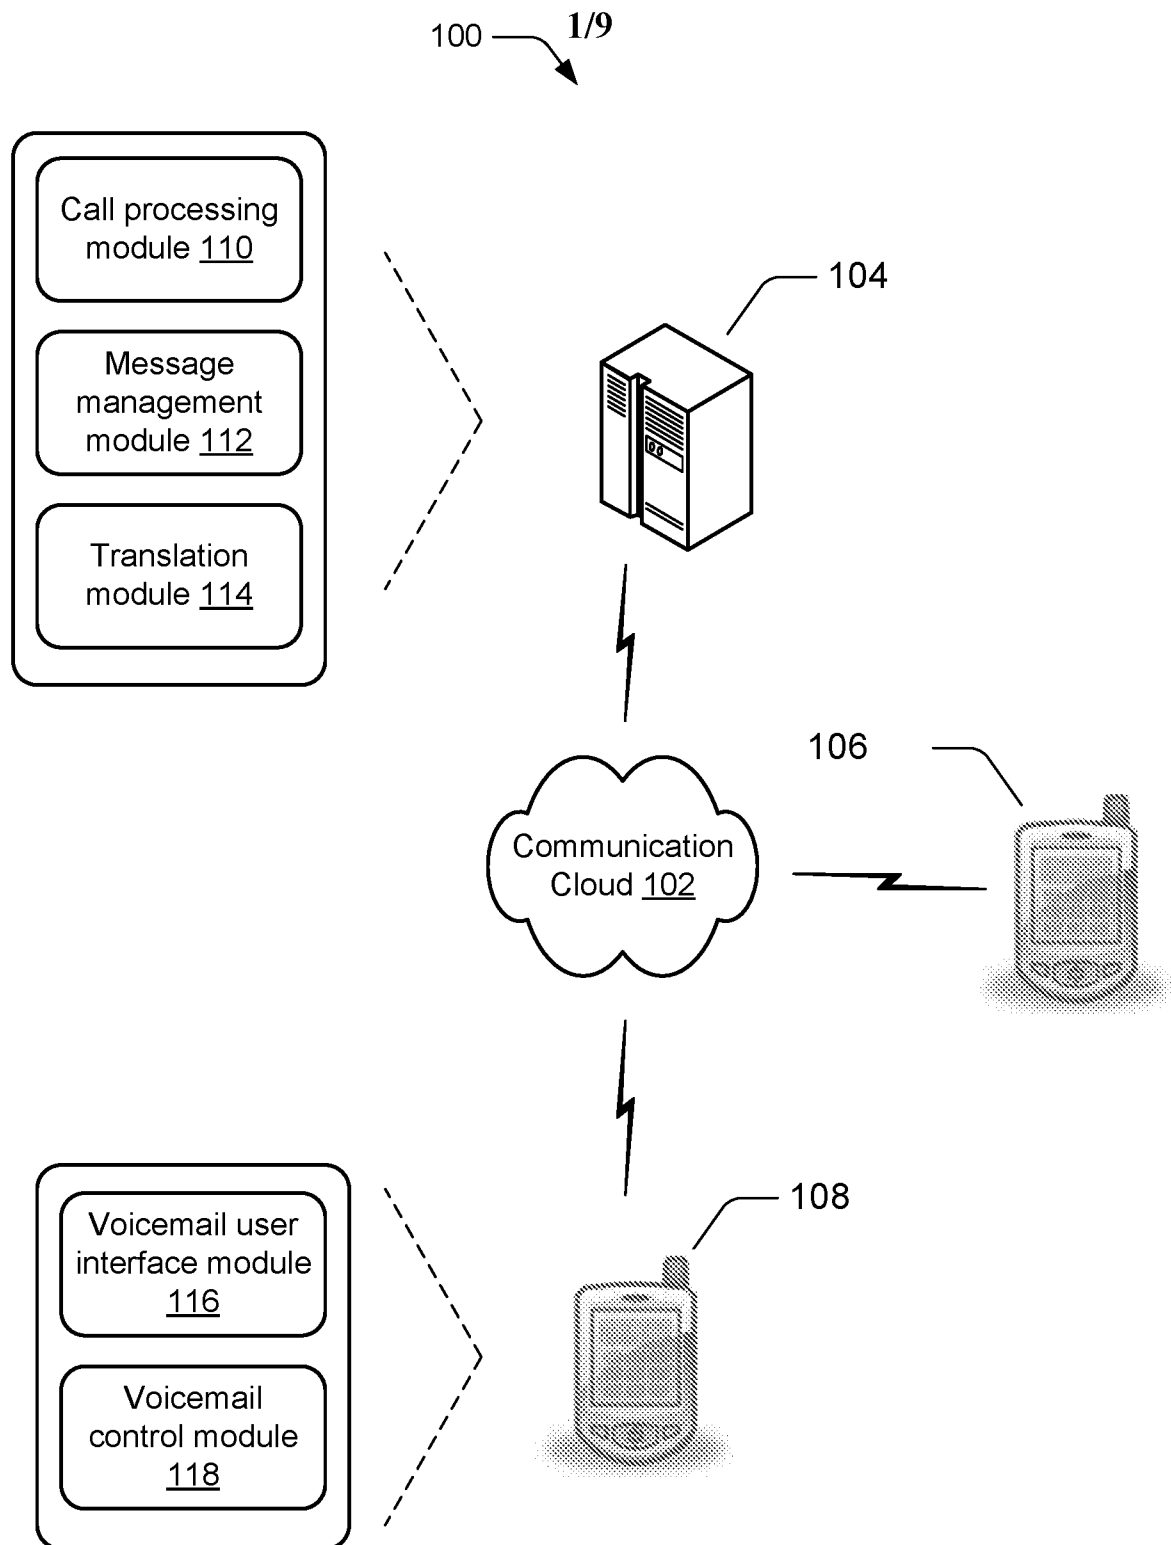 1/9
100
Call processing
module 110
104
Message
management
module 112
Translation
module 114
106
Communication
Cloud 102
108
Voicemail user
interface module
116
Voicemail
control module
118